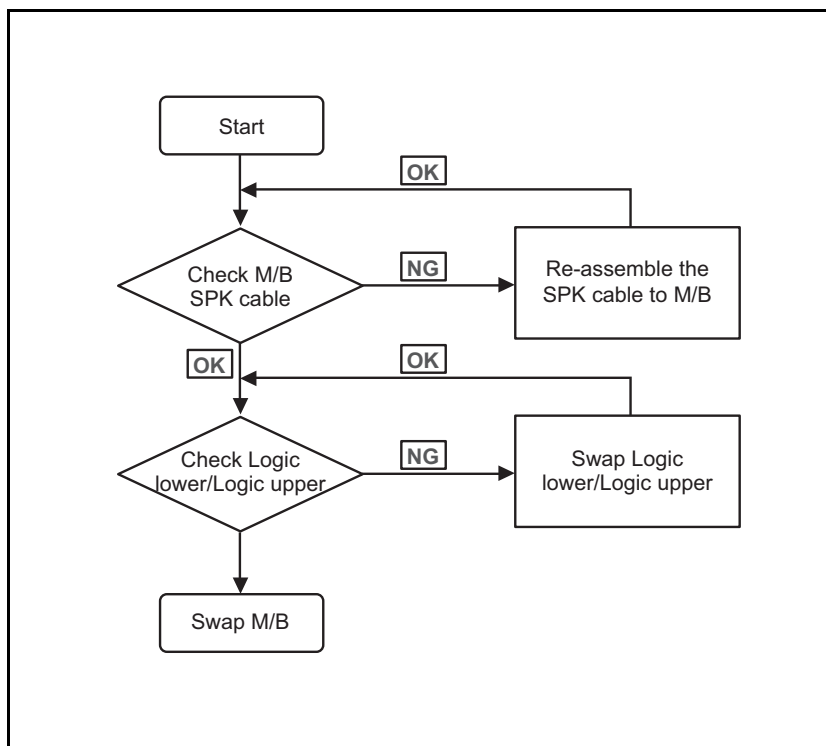 Start
OK
Check M/B
SPK cable
NG
Re-assemble the
SPK cable to M/B
OK
OK
Check Logic
lower/Logic upper
NG
Swap Logic
lower/Logic upper
Swap M/B